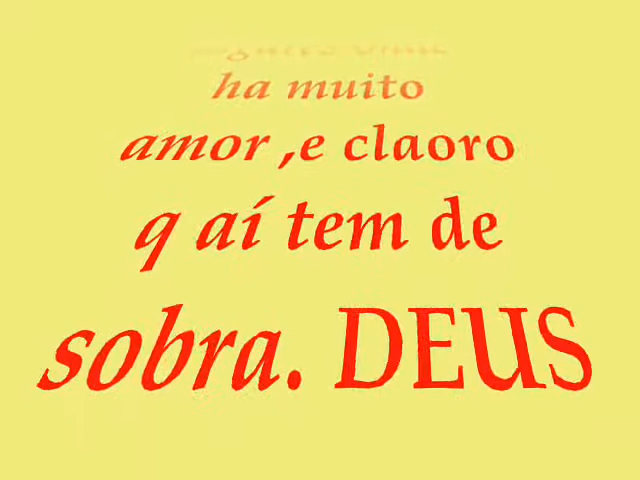 ha muito
amor ,e claoro
q aí tem de
sobra. DEUS